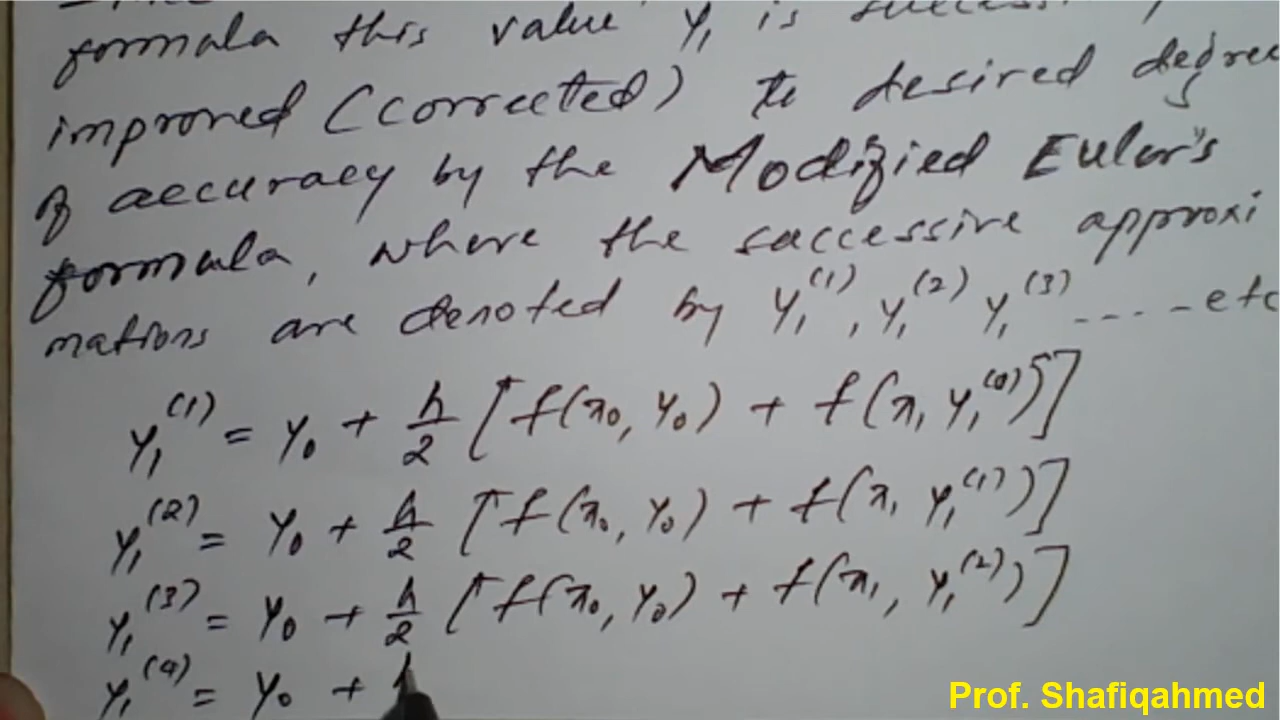 formula this value y₁ is
improved (corrected) to desired degree
of accuracy by the Modified Euler's
formula, where the successive approxi
mations are denoted by y₁⁽¹⁾, y₁⁽²⁾ y₁⁽³⁾ ----- etc
y₁⁽¹⁾ = y₀ + h/2 [f(x₀, y₀) + f(x₁, y₁⁽⁰⁾)]
y₁⁽²⁾ = y₀ + h/2 [f(x₀, y₀) + f(x₁, y₁⁽¹⁾)]
y₁⁽³⁾ = y₀ + h/2 [f(x₀, y₀) + f(x₁, y₁⁽²⁾)]
y₁⁽⁴⁾ = y₀ +
Prof. Shafiqahmed